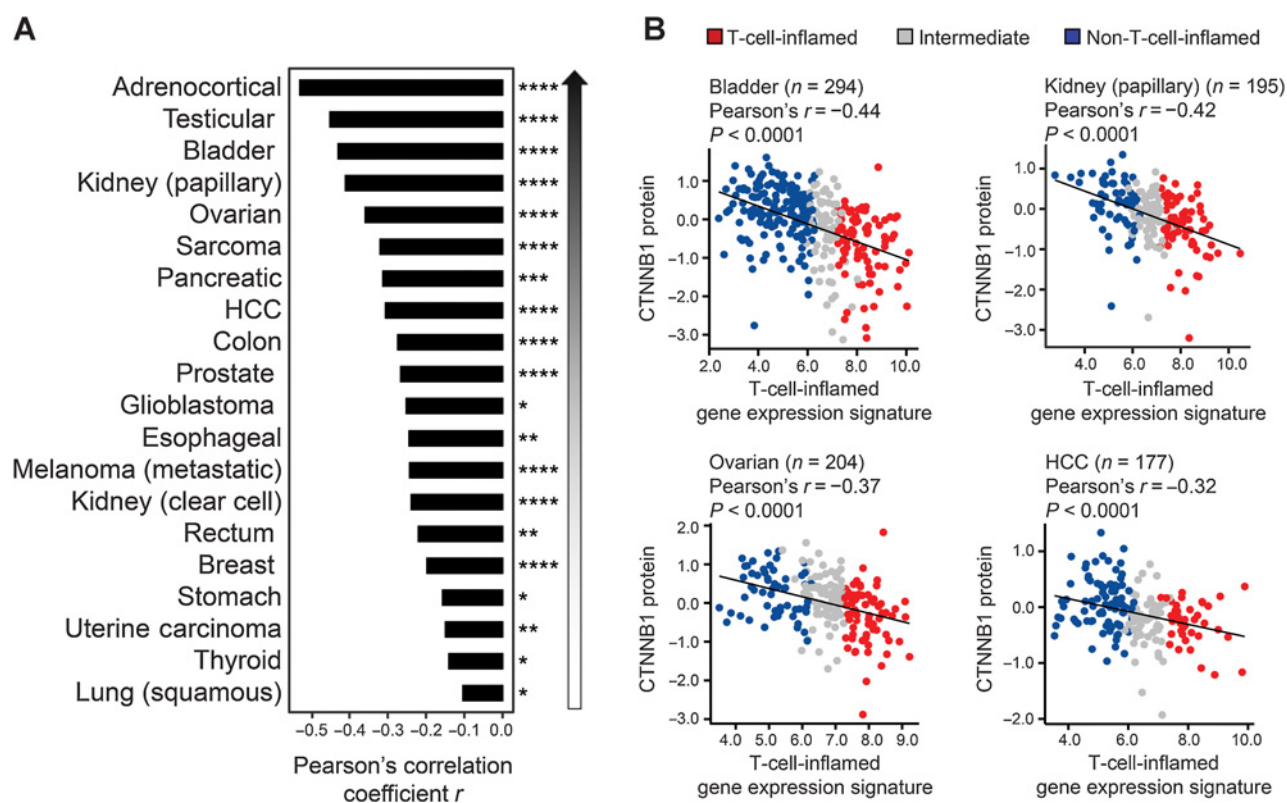 A
Adrenocortical ****
Testicular ****
Bladder ****
Kidney (papillary) ****
Ovarian ****
Sarcoma ****
Pancreatic ***
HCC ****
Colon ****
Prostate ****
Glioblastoma *
Esophageal **
Melanoma (metastatic) ****
Kidney (clear cell) ****
Rectum **
Breast ****
Stomach *
Uterine carcinoma **
Thyroid *
Lung (squamous) *
−0.5 −0.4 −0.3 −0.2 −0.1 0.0
Pearson's correlation
coefficient r
B
T-cell-inflamed Intermediate Non-T-cell-inflamed
Bladder (n = 294)
Pearson's r = −0.44
P < 0.0001
CTNNB1 protein
1.0
0.0
−1.0
−2.0
−3.0
2.0 4.0 6.0 8.0 10.0
T-cell-inflamed
gene expression signature
Kidney (papillary) (n = 195)
Pearson's r = −0.42
P < 0.0001
CTNNB1 protein
1.0
0.0
−1.0
−2.0
−3.0
4.0 6.0 8.0 10.0
T-cell-inflamed
gene expression signature
Ovarian (n = 204)
Pearson's r = −0.37
P < 0.0001
CTNNB1 protein
2.0
1.0
0.0
−1.0
−2.0
−3.0
4.0 5.0 6.0 7.0 8.0 9.0
T-cell-inflamed
gene expression signature
HCC (n = 177)
Pearson's r = −0.32
P < 0.0001
CTNNB1 protein
1.0
0.0
−1.0
−2.0
4.0 6.0 8.0 10.0
T-cell-inflamed
gene expression signature